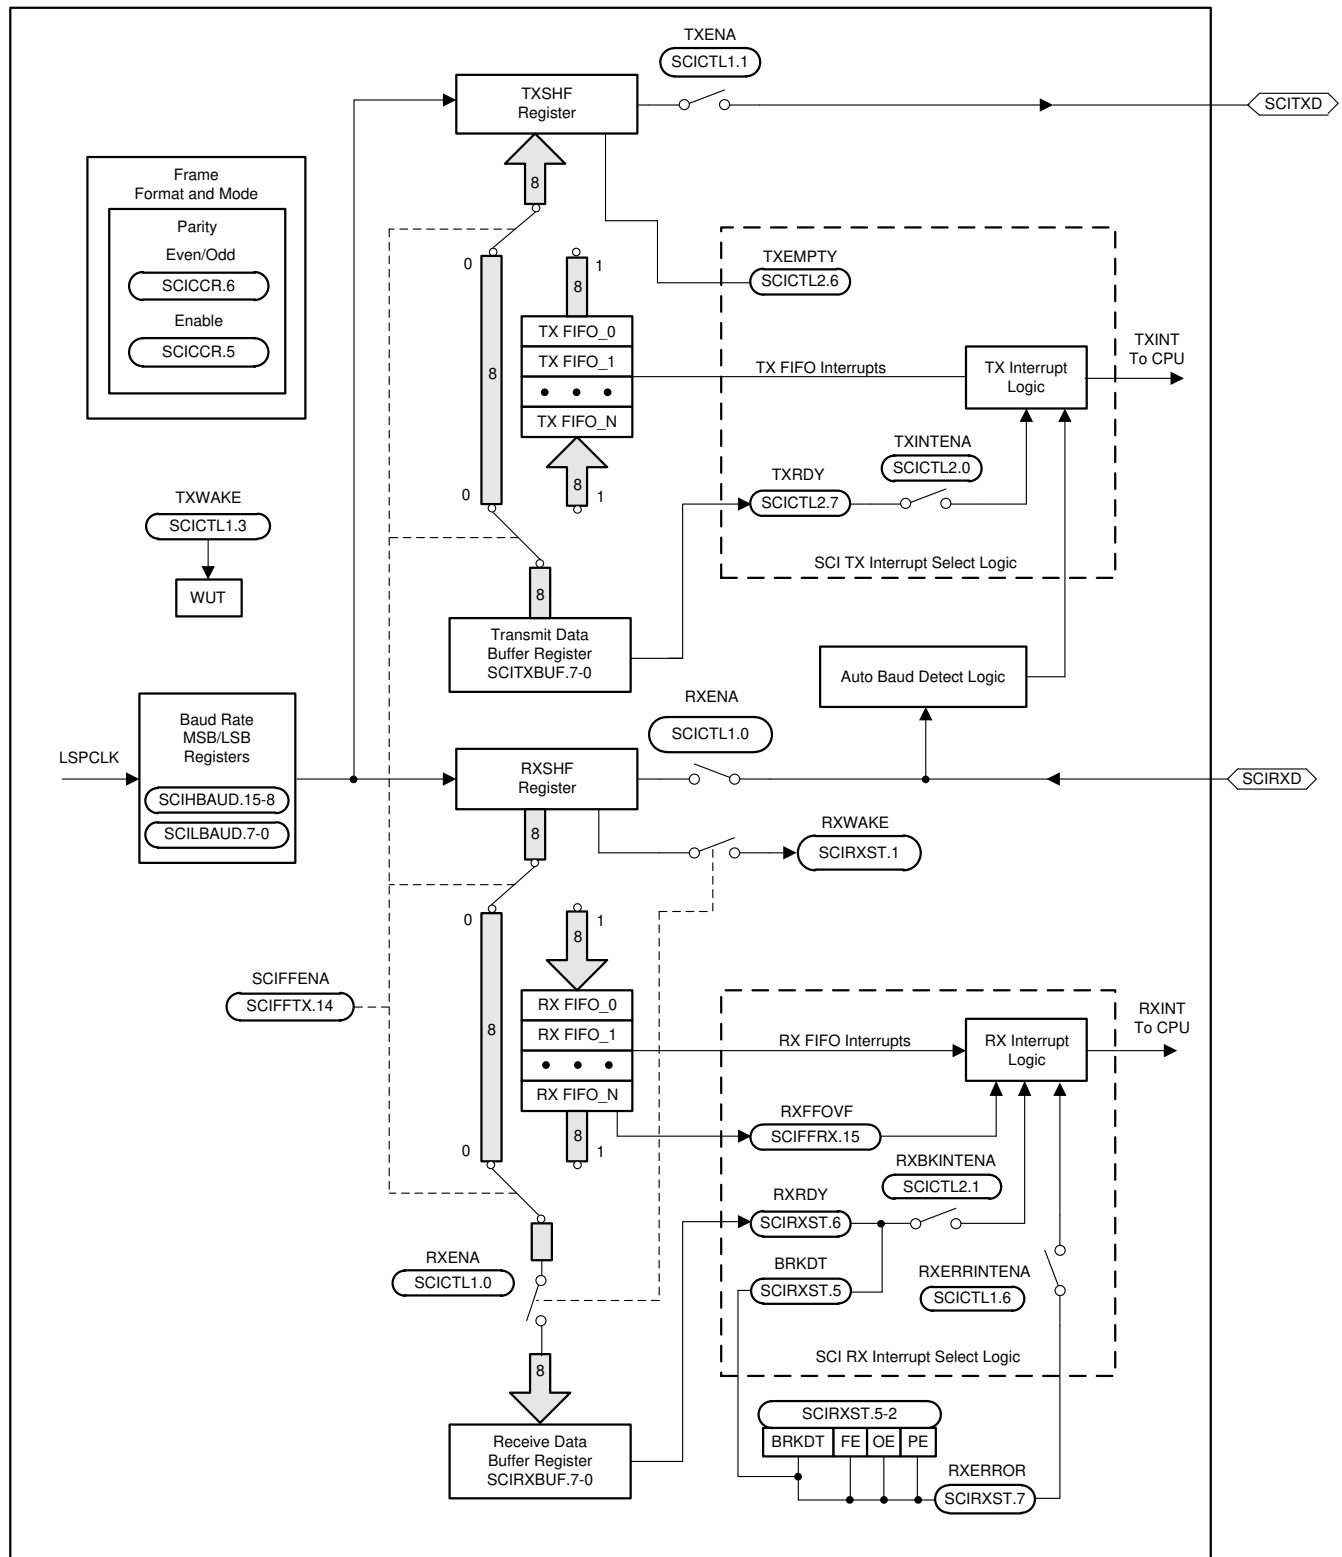 TXENA
SCICTL1.1
TXSHF
Register
SCITXD
Frame
Format and Mode
Parity
Even/Odd
SCICCR.6
Enable
SCICCR.5
8
0
1
8
TXEMPTY
SCICTL2.6
TX FIFO_0
TX FIFO_1
• • •
TX FIFO_N
8
TX FIFO Interrupts
TX Interrupt
Logic
TXINT
To CPU
TXINTENA
SCICTL2.0
TXRDY
SCICTL2.7
0
8
1
TXWAKE
SCICTL1.3
WUT
SCI TX Interrupt Select Logic
8
Transmit Data
Buffer Register
SCITXBUF.7-0
Auto Baud Detect Logic
RXENA
SCICTL1.0
LSPCLK
Baud Rate
MSB/LSB
Registers
SCIHBAUD.15-8
SCILBAUD.7-0
RXSHF
Register
SCIRXD
8
RXWAKE
SCIRXST.1
0
1
8
SCIFFENA
SCIFFTX.14
8
RX FIFO_0
RX FIFO_1
• • •
RX FIFO_N
RX FIFO Interrupts
RX Interrupt
Logic
RXINT
To CPU
RXFFOVF
SCIFFRX.15
0
8
1
RXBKINTENA
SCICTL2.1
RXRDY
SCIRXST.6
BRKDT
SCIRXST.5
RXERRINTENA
SCICTL1.6
RXENA
SCICTL1.0
SCI RX Interrupt Select Logic
8
SCIRXST.5-2
BRKDT FE OE PE
Receive Data
Buffer Register
SCIRXBUF.7-0
RXERROR
SCIRXST.7